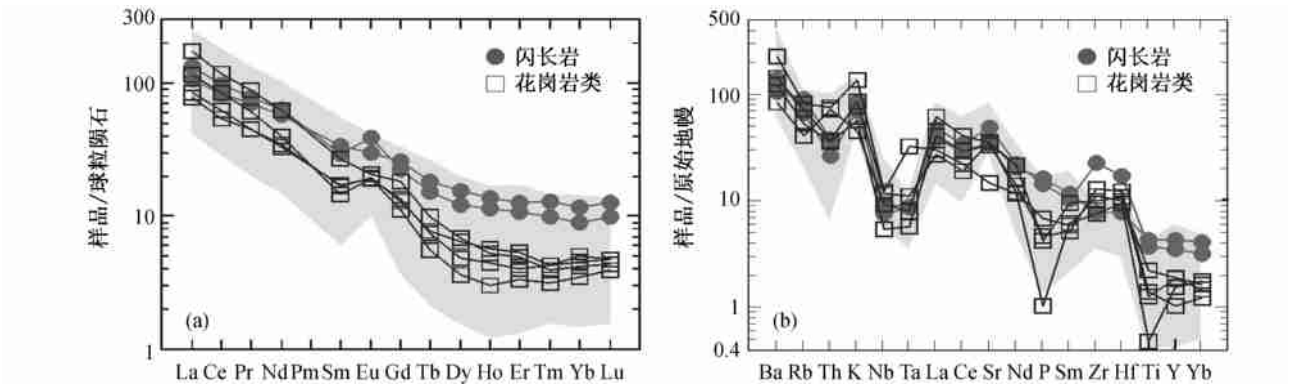 300
100
10
1
样品/球粒陨石
闪长岩
花岗岩类
(a)
La Ce Pr Nd Pm Sm Eu Gd Tb Dy Ho Er Tm Yb Lu
500
100
10
1
0.4
样品/原始地幔
闪长岩
花岗岩类
(b)
Ba Rb Th K Nb Ta La Ce Sr Nd P Sm Zr Hf Ti Y Yb